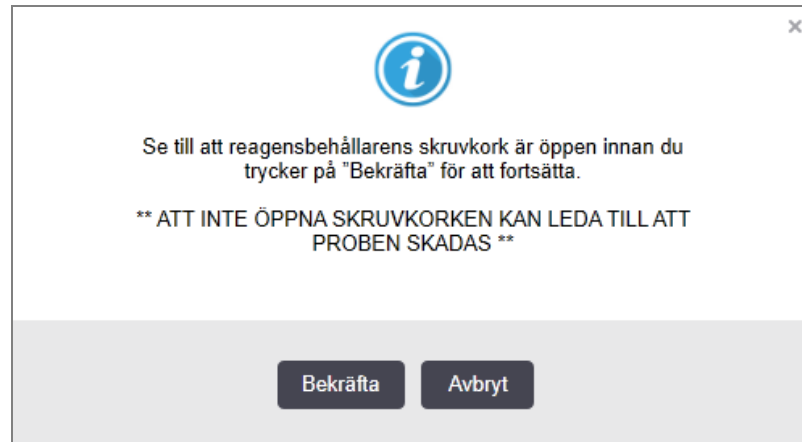 Se till att reagensbehållarens skruvkork är öppen innan du
trycker på "Bekräfta" för att fortsätta.
** ATT INTE ÖPPNA SKRUVKORKEN KAN LEDA TILL ATT
PROBEN SKADAS **
Bekräfta Avbryt